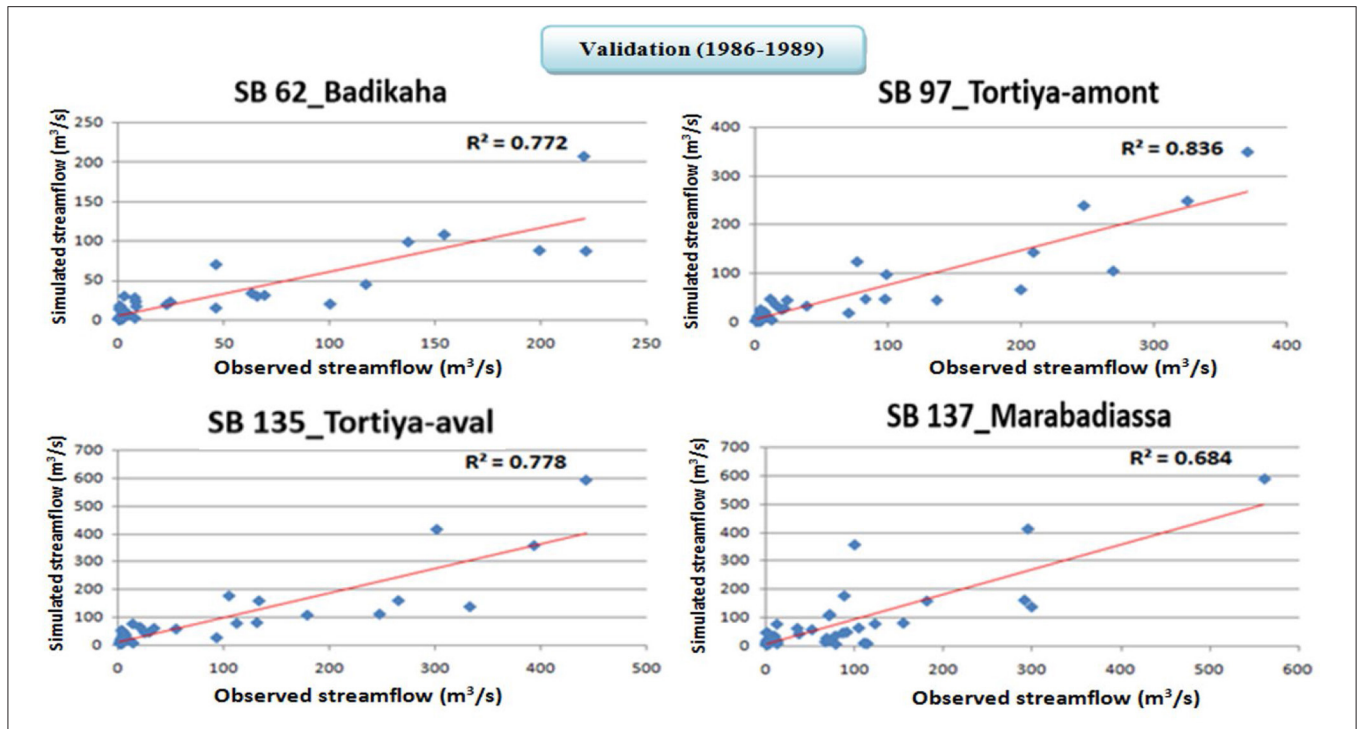 Validation (1986-1989)
SB 62_Badikaha
R² = 0.772
Simulated streamflow (m³/s)
250
200
150
100
50
0
0 50 100 150 200 250
Observed streamflow (m³/s)
SB 97_Tortiya-amont
R² = 0.836
Simulated streamflow (m³/s)
400
300
200
100
0
0 100 200 300 400
Observed streamflow (m³/s)
SB 135_Tortiya-aval
R² = 0.778
Simulated streamflow (m³/s)
700
600
500
400
300
200
100
0
0 100 200 300 400 500
Observed streamflow (m³/s)
SB 137_Marabadiassa
R² = 0.684
Simulated streamflow (m³/s)
700
600
500
400
300
200
100
0
0 100 200 300 400 500 600
Observed streamflow (m³/s)